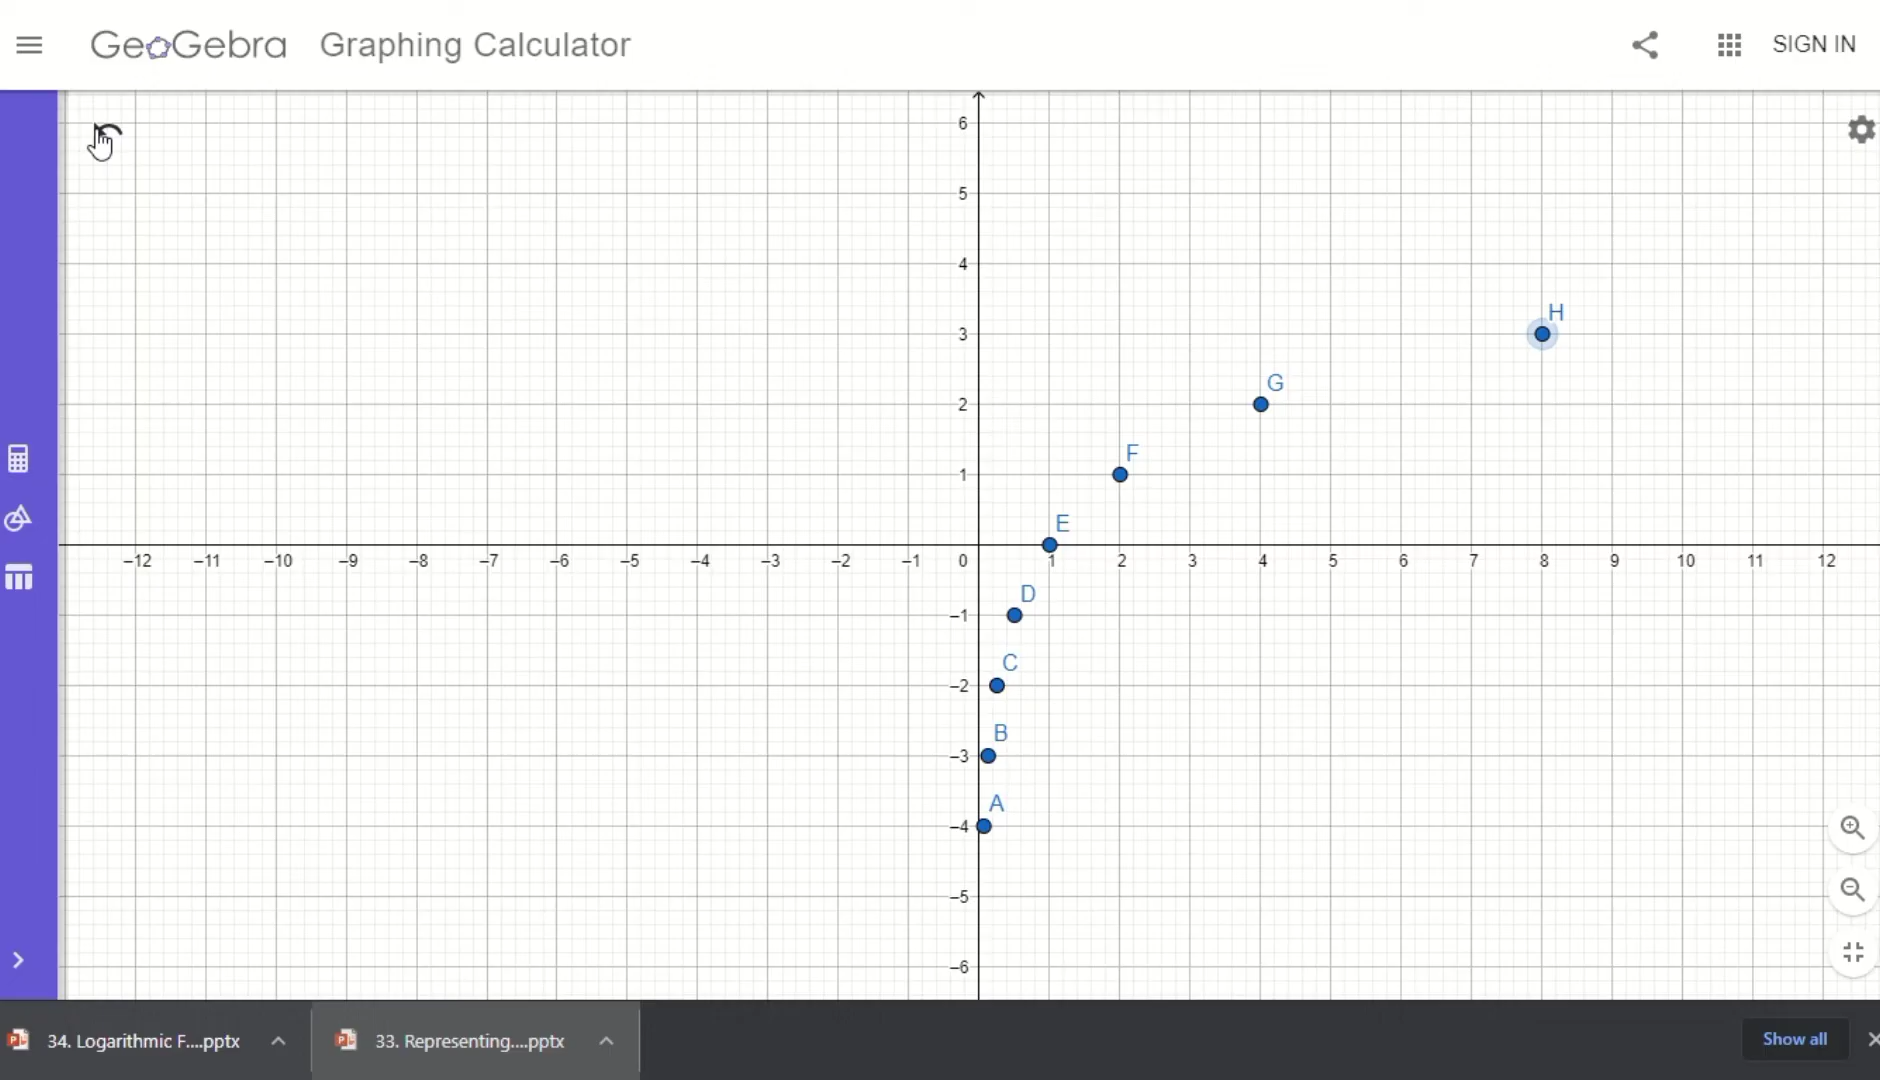 GeoGebra Graphing Calculator
SIGN IN
6
5
4
H
3
G
2
F
1
E
−12 −11 −10 −9 −8 −7 −6 −5 −4 −3 −2 −1 0 1 2 3 4 5 6 7 8 9 10 11 12
D
−1
C
−2
B
−3
A
−4
−5
−6
34. Logarithmic F....pptx
33. Representing....pptx
Show all